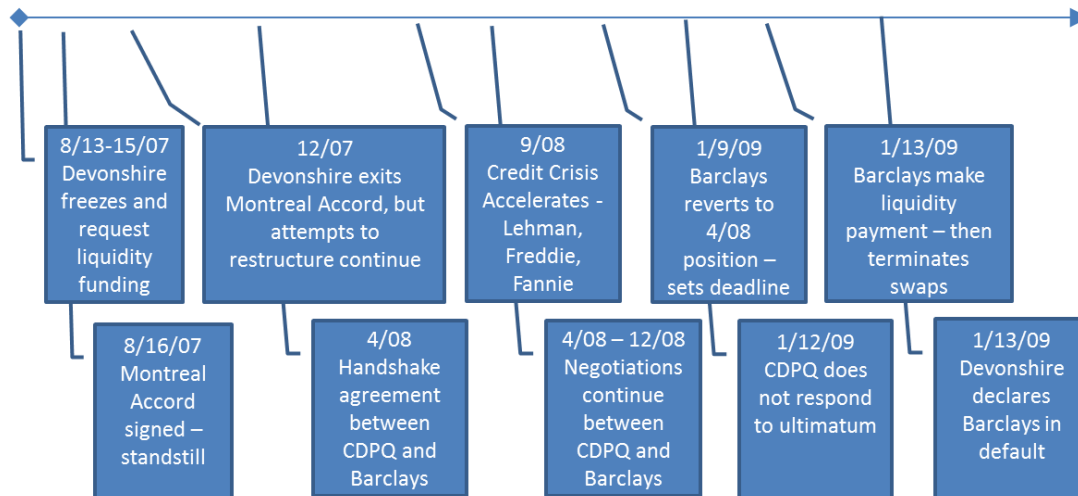 8/13-15/07
Devonshire
freezes and
request
liquidity
funding
12/07
Devonshire exits
Montreal Accord, but
attempts to
restructure continue
9/08
Credit Crisis
Accelerates -
Lehman,
Freddie,
Fannie
1/9/09
Barclays
reverts to
4/08
position –
sets deadline
1/13/09
Barclays make
liquidity
payment – then
terminates
swaps
8/16/07
Montreal
Accord
signed –
standstill
4/08
Handshake
agreement
between
CDPQ and
Barclays
4/08 – 12/08
Negotiations
continue
between
CDPQ and
Barclays
1/12/09
CDPQ does
not respond
to ultimatum
1/13/09
Devonshire
declares
Barclays in
default